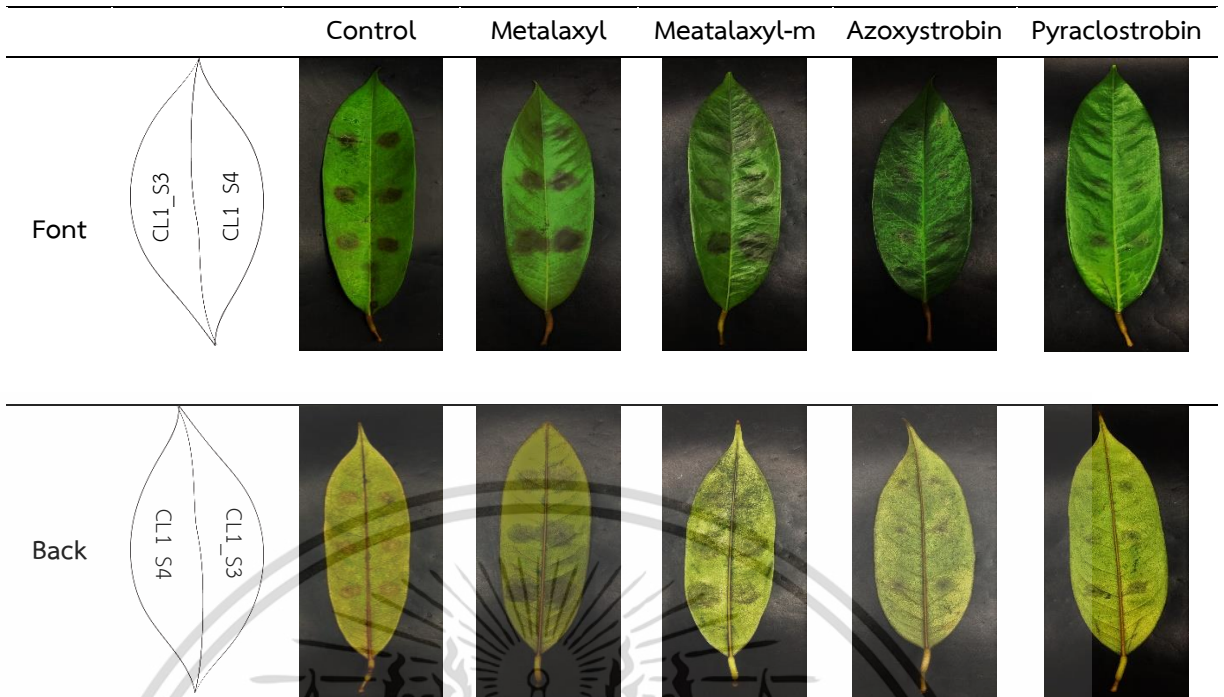 Control Metalaxyl Meatalaxyl-m Azoxystrobin Pyraclostrobin
Font
CL1_S3
CL1_S4
Back
CL1_S4
CL1_S3